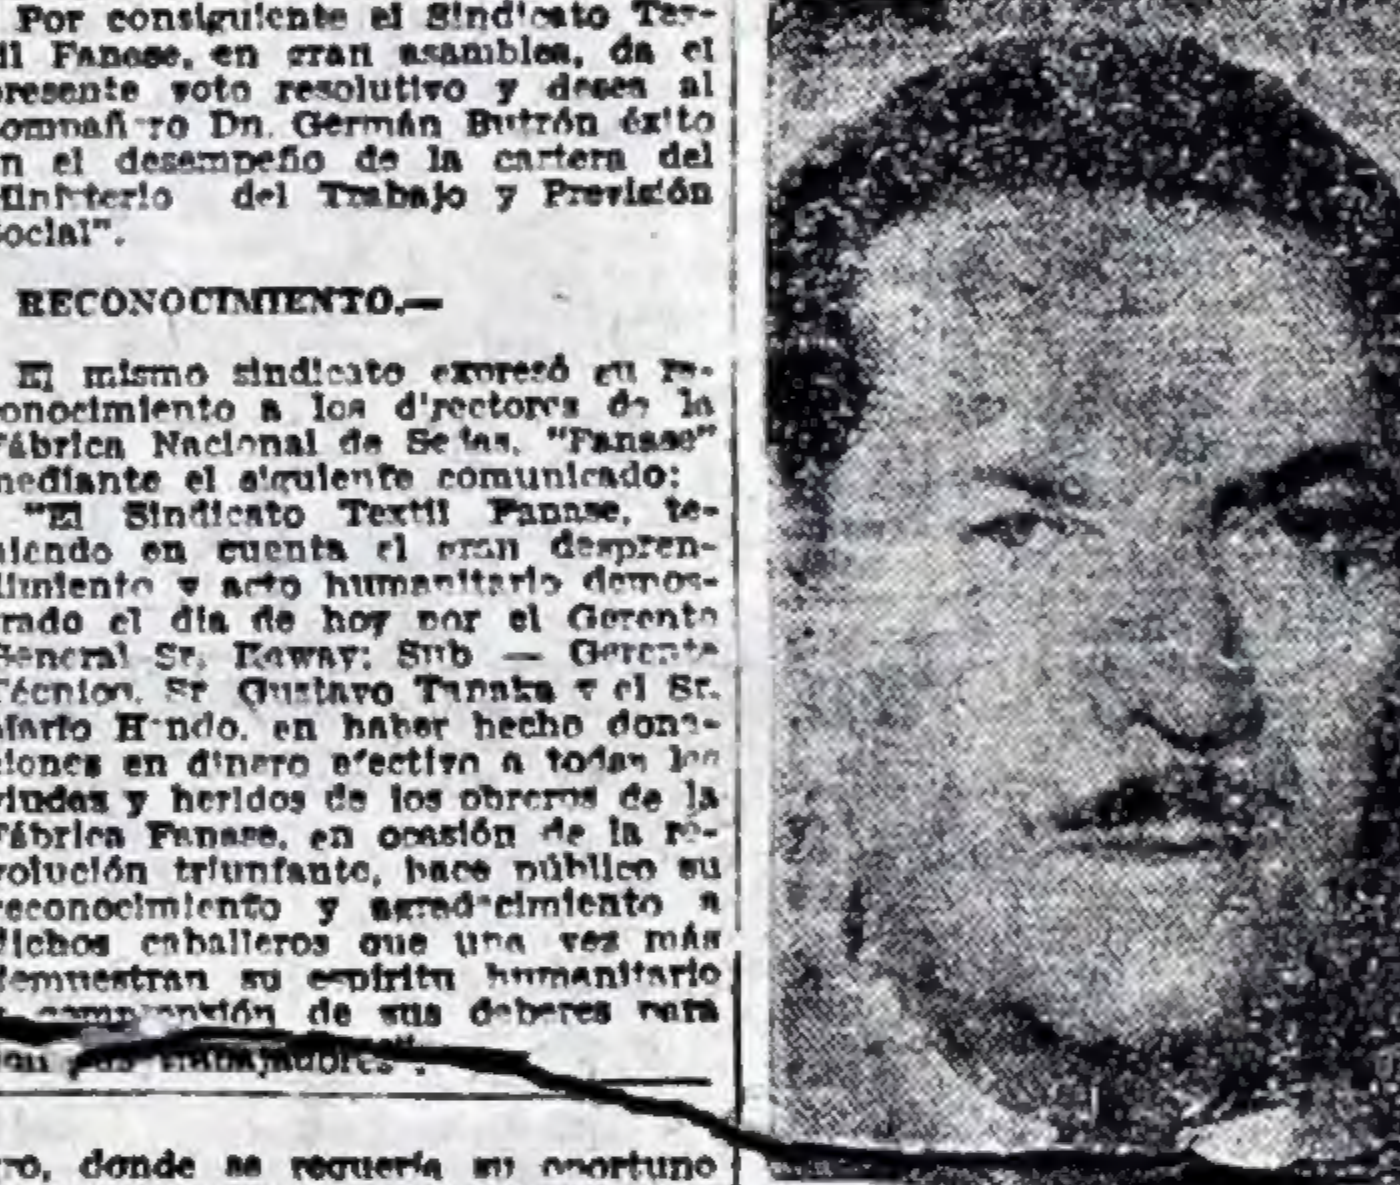 Por consiguiente el Sindicato Tex-
til Fanase, en gran asamblea, da el
presente voto resolutivo y desea al
compañero Dn. Germán Butrón éxito
en el desempeño de la cartera del
Ministerio del Trabajo y Previsión
Social".
RECONOCIMIENTO.—
El mismo sindicato expresó su re-
conocimiento a los directores de la
Fábrica Nacional de Sedas, "Fanase"
mediante el siguiente comunicado:
"El Sindicato Textil Fanase, te-
niendo en cuenta el gran despren-
dimiento y acto humanitario demos-
trado el día de hoy por el Gerente
General Sr. Kaway; Sub — Gerente
Técnico, Sr. Gustavo Tanaka y el Sr.
Mario en haber hecho dona-
ciones en dinero efectivo a todas las
viudas y heridos de los obreros de la
Fábrica Fanase, en ocasión de la re-
volución triunfante, hace público su
reconocimiento y agradecimiento a
dichos caballeros que una vez más
demuestran su espíritu humanitario
comprensión de sus deberes para
con sus trabajadores".
donde se requería su oportuno